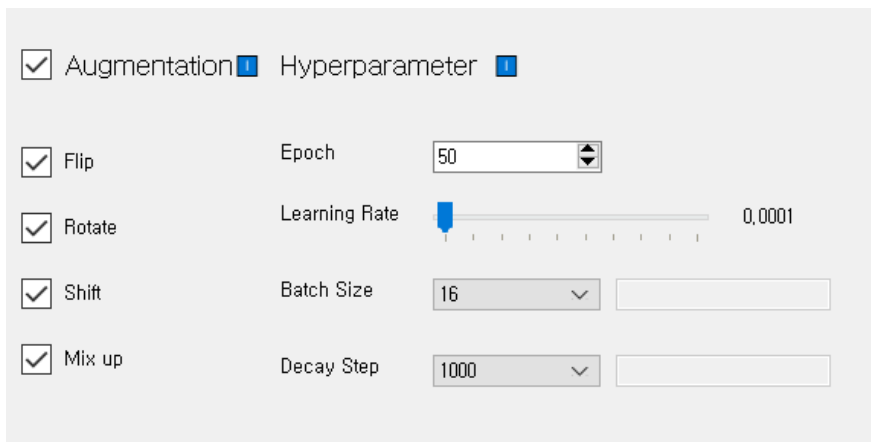 Augmentation
Hyperparameter
Flip
Epoch
50
Rotate
Learning Rate
0,0001
Shift
Batch Size
16
Mix up
Decay Step
1000